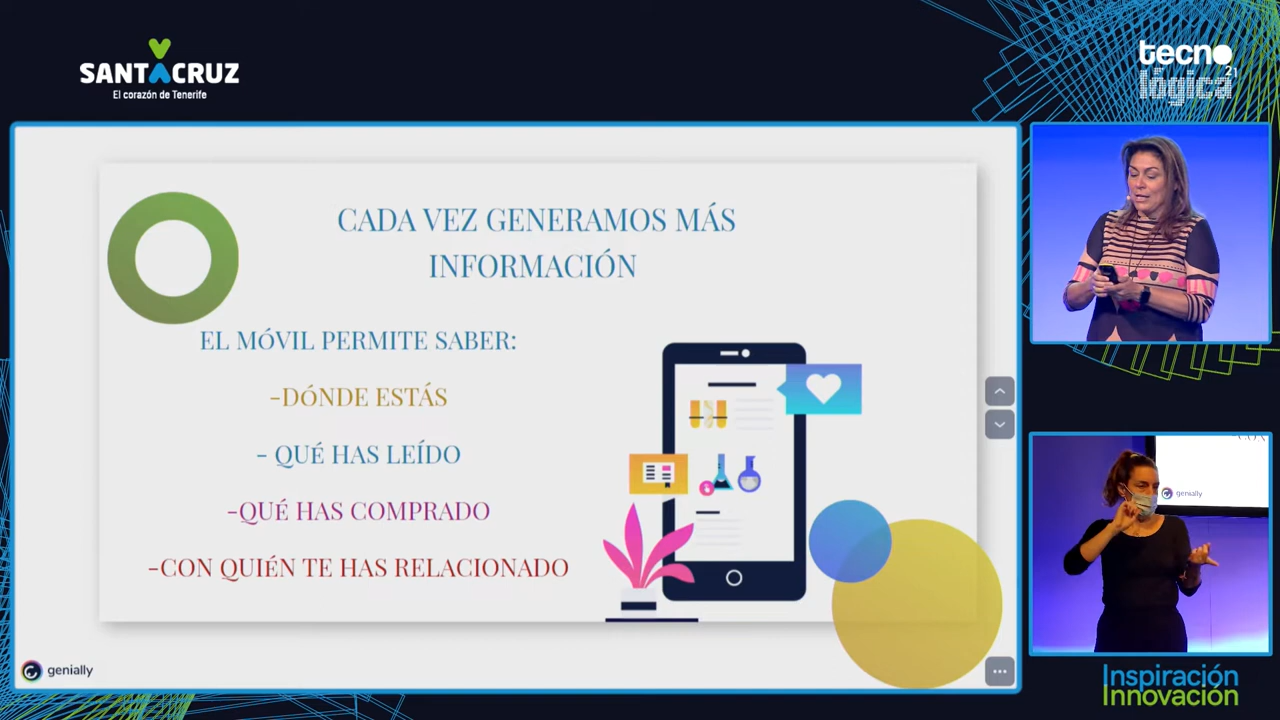 SANTACRUZ
El corazón de Tenerife
tecno
lógica
21
CADA VEZ GENERAMOS MÁS
INFORMACIÓN
EL MÓVIL PERMITE SABER:
-DÓNDE ESTÁS
- QUÉ HAS LEÍDO
-QUÉ HAS COMPRADO
-CON QUIÉN TE HAS RELACIONADO
genially
genially
Inspiración
Innovación